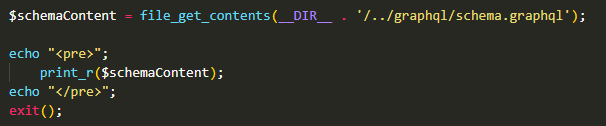 $schemaContent = file_get_contents(__DIR__ . '/../graphql/schema.graphql');
echo "<pre>";
print_r($schemaContent);
echo "</pre>";
exit();